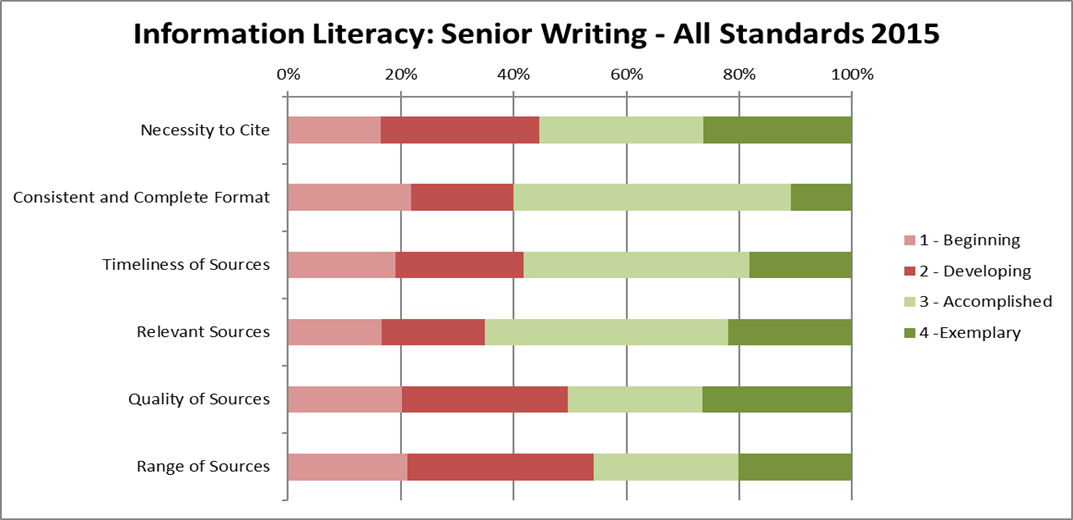 Information Literacy: Senior Writing - All Standards 2015
0% 20% 40% 60% 80% 100%
Necessity to Cite
Consistent and Complete Format
Timeliness of Sources
Relevant Sources
Quality of Sources
Range of Sources
1 - Beginning
2 - Developing
3 - Accomplished
4 -Exemplary